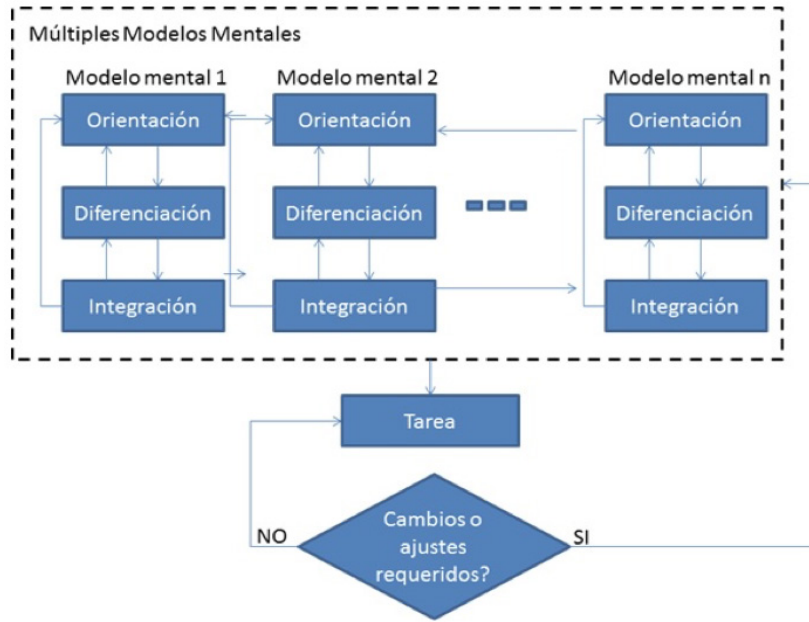 Múltiples Modelos Mentales
Modelo mental 1
Modelo mental 2
Modelo mental n
Orientación
Orientación
Orientación
Diferenciación
Diferenciación
Diferenciación
Integración
Integración
Integración
Tarea
NO
Cambios o
ajustes
requeridos?
SI